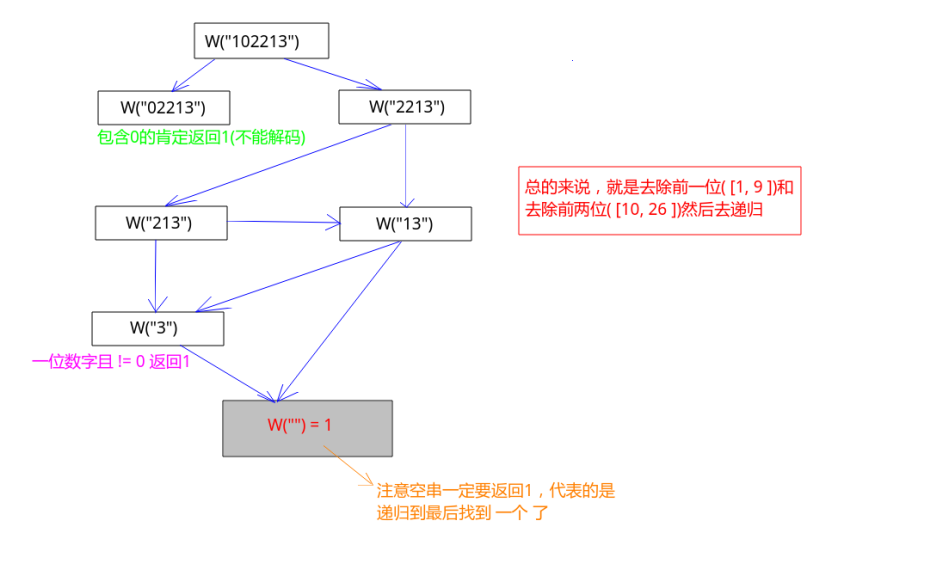 W("102213")
W("02213")
W("2213")
包含0的肯定返回1(不能解码)
总的来说，就是去除前一位( [1, 9 ])和
去除前两位( [10, 26 ])然后去递归
W("213")
W("13")
W("3")
一位数字且 != 0 返回1
W("") = 1
注意空串一定要返回1，代表的是
递归到最后找到 一个 了